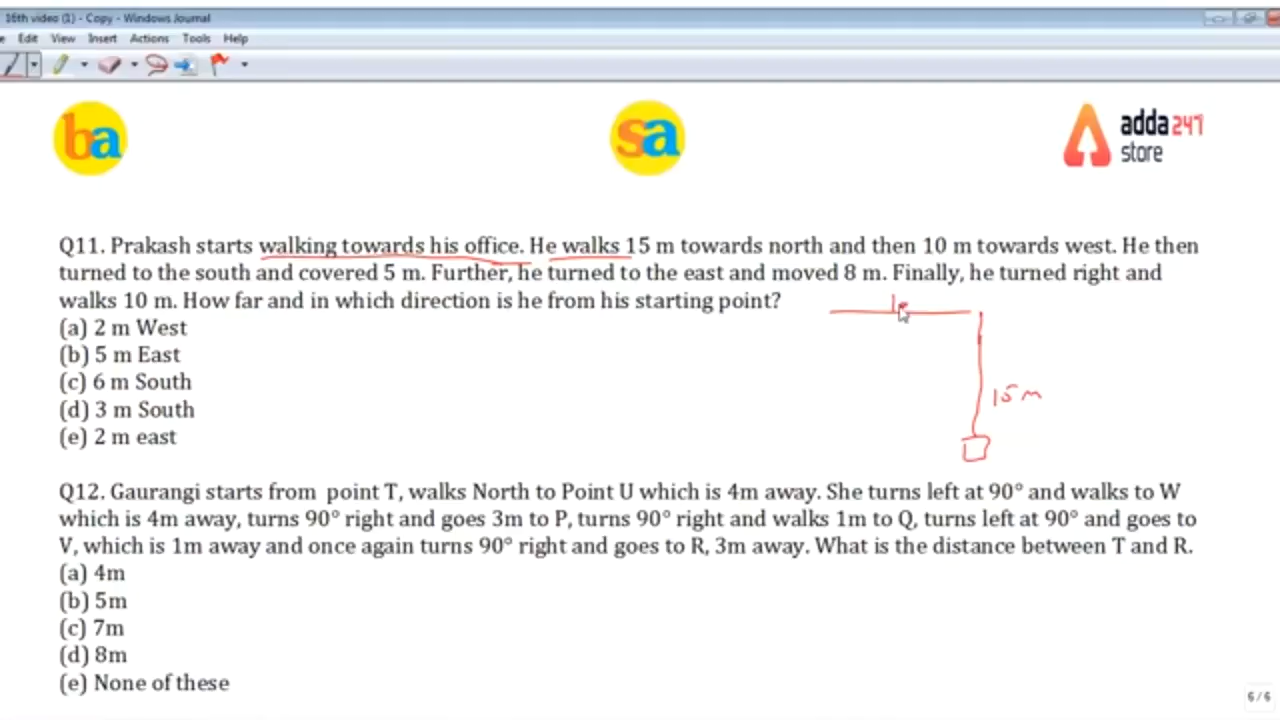 16th video (1) - Copy - Windows Journal
Edit View Insert Actions Tools Help
ba
sa
adda247
store
Q11. Prakash starts walking towards his office. He walks 15 m towards north and then 10 m towards west. He then
turned to the south and covered 5 m. Further, he turned to the east and moved 8 m. Finally, he turned right and
walks 10 m. How far and in which direction is he from his starting point?
(a) 2 m West
(b) 5 m East
(c) 6 m South
(d) 3 m South
(e) 2 m east
15 m
Q12. Gaurangi starts from point T, walks North to Point U which is 4m away. She turns left at 90° and walks to W
which is 4m away, turns 90° right and goes 3m to P, turns 90° right and walks 1m to Q, turns left at 90° and goes to
V, which is 1m away and once again turns 90° right and goes to R, 3m away. What is the distance between T and R.
(a) 4m
(b) 5m
(c) 7m
(d) 8m
(e) None of these
6/6